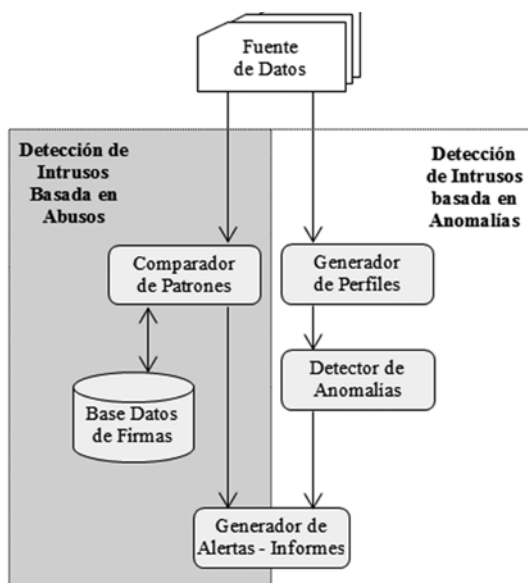 Fuente
de Datos
Detección de
Intrusos
Basada en
Abusos
Detección
de Intrusos
basada en
Anomalías
Comparador
de Patrones
Generador
de Perfiles
Detector de
Anomalias
Base Datos
de Firmas
Generador de
Alertas - Informes